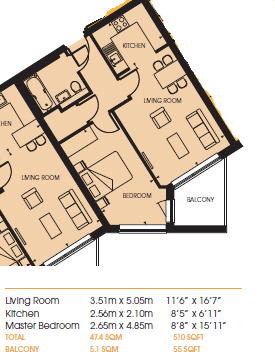 KITCHEN
LIVING ROOM
HEN
LIVING ROOM
BEDROOM
BALCONY
Living Room 3.51m x 5.05m 11'6" x 16'7"
Kitchen 2.56m x 2.10m 8'5" x 6'11"
Master Bedroom 2.65m x 4.85m 8'8" x 15'11"
TOTAL 47.4 SQM 510 SQFT
BALCONY 5.1 SQM 55 SQFT